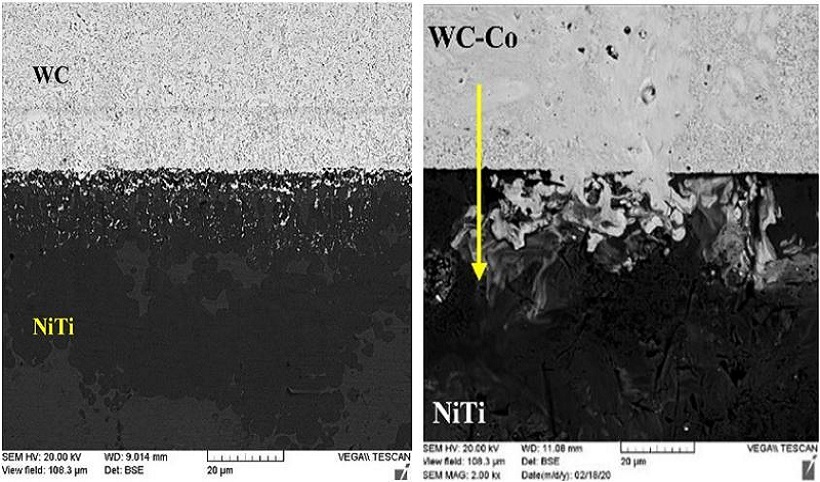 WC
NiTi
SEM HV: 20.00 kV WD: 9.014 mm VEGA\\ TESCAN
View field: 108.3 µm Det: BSE 20 µm
WC-Co
NiTi
SEM HV: 20.00 kV WD: 11.08 mm VEGA\\ TESCAN
View field: 108.3 µm Det: BSE 20 µm
SEM MAG: 2.00 kx Date(m/d/y): 02/18/20